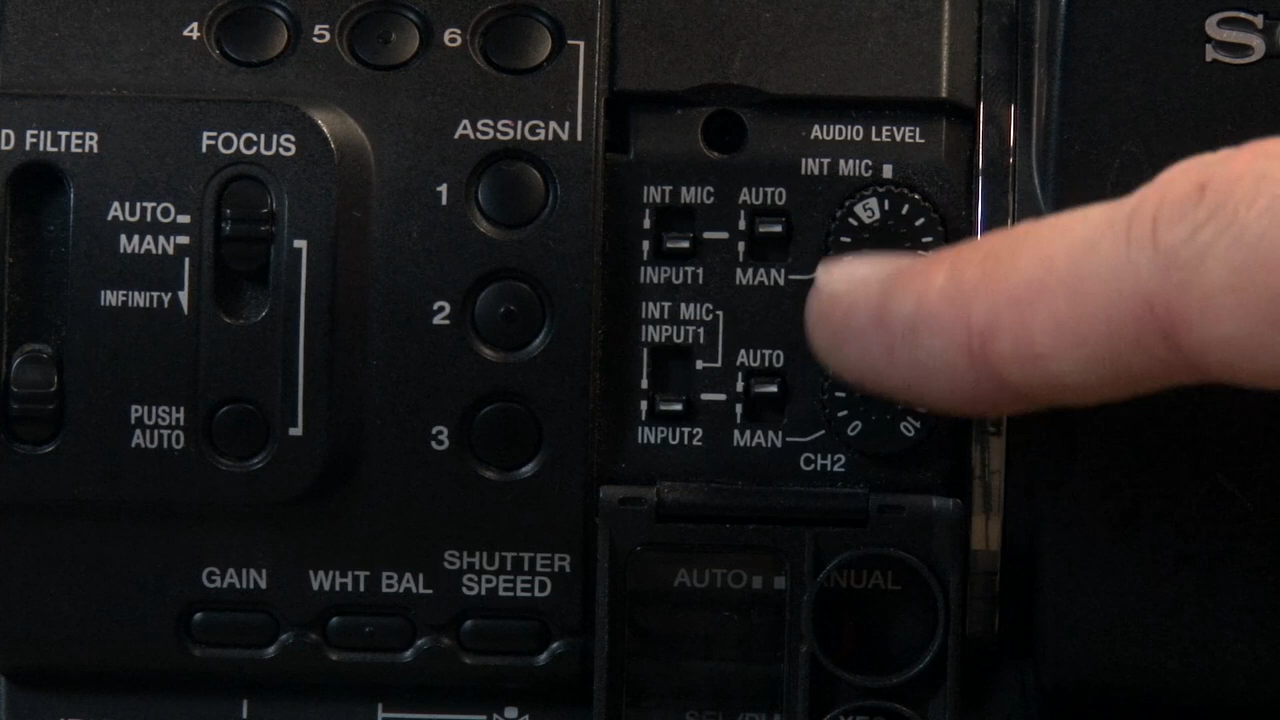 4 5 6
S
ASSIGN
D FILTER
FOCUS
AUTO
MAN
INFINITY
PUSH
AUTO
1
2
3
AUDIO LEVEL
INT MIC
5
INT MIC
AUTO
INPUT1
MAN
INT MIC
INPUT1
AUTO
INPUT2
MAN
0
10
CH2
GAIN
WHT BAL
SHUTTER
SPEED
AUTO
NUAL